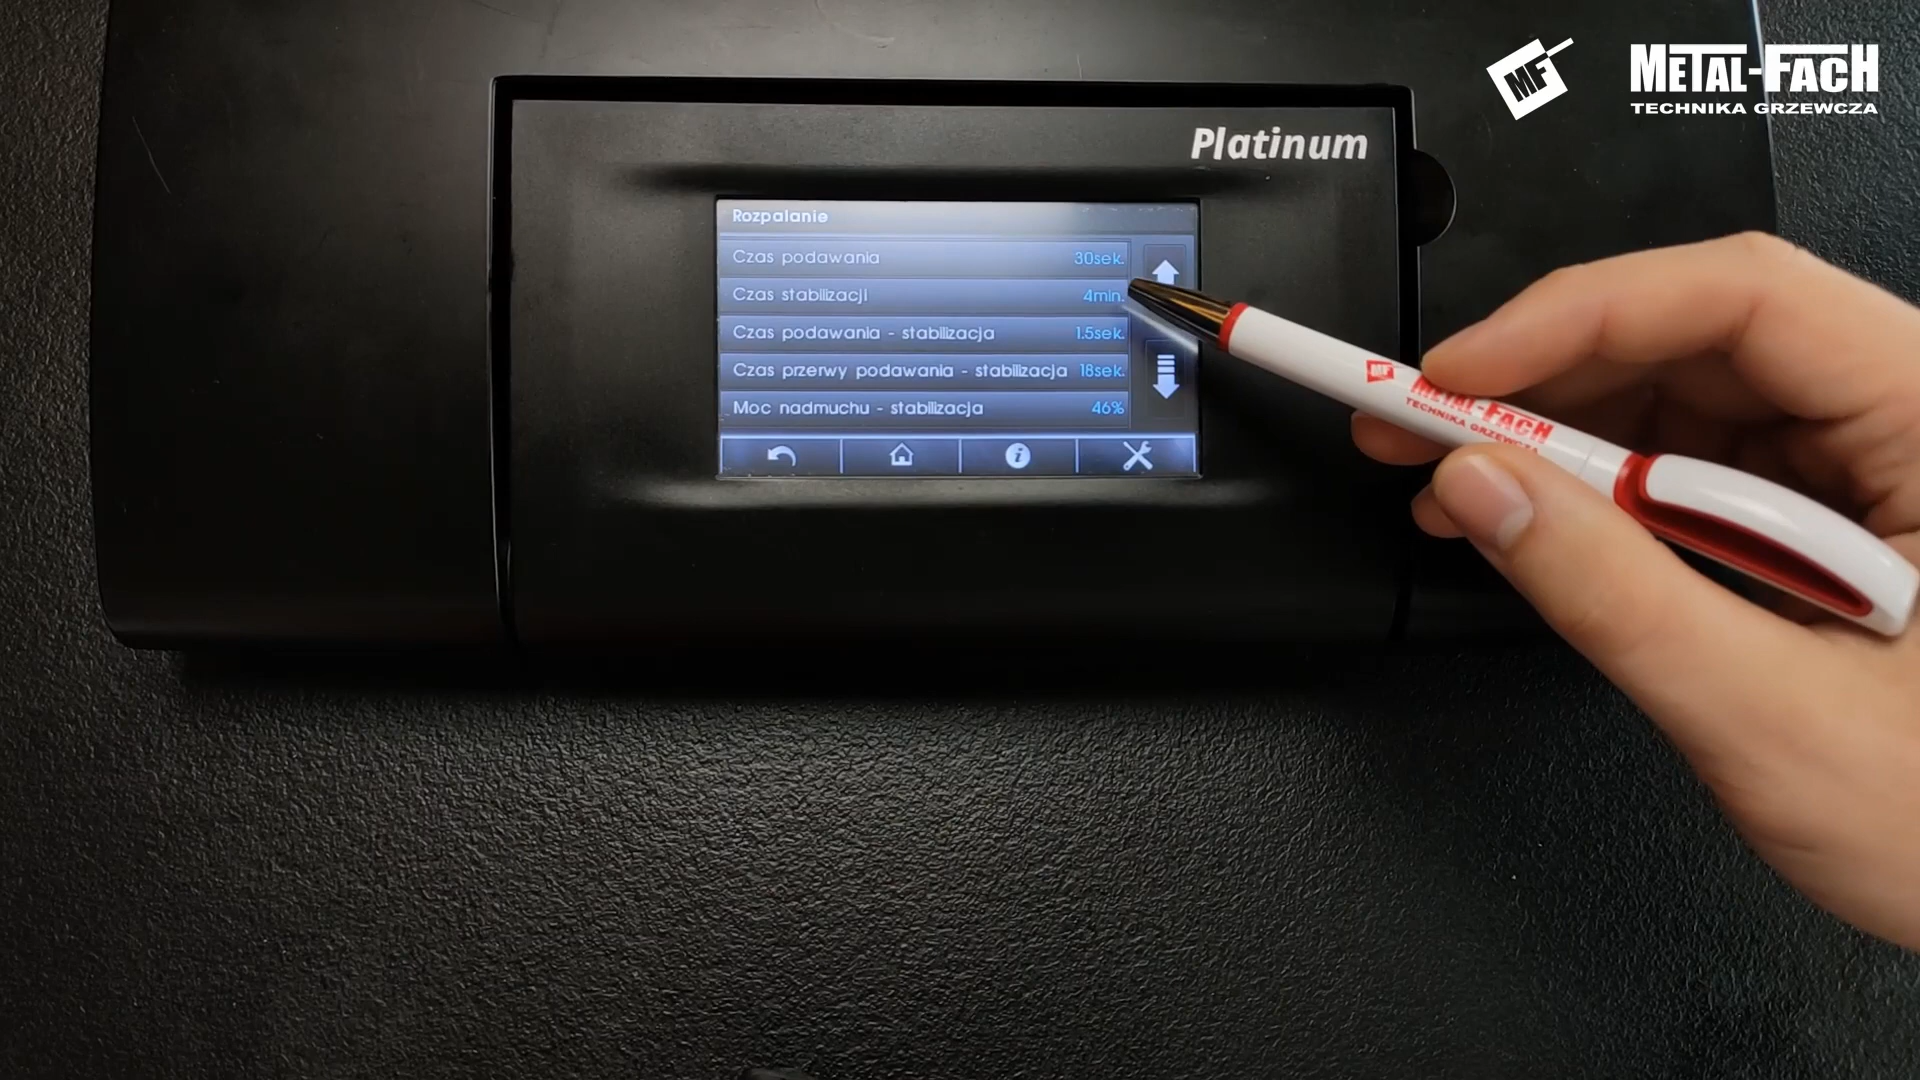 MF
METAL-FACH
TECHNIKA GRZEWCZA
Platinum
Rozpalanie
Czas podawania 30sek.
Czas stabilizacji 4min.
Czas podawania - stabilizacja 1.5sek.
Czas przerwy podawania - stabilizacja 18sek.
Moc nadmuchu - stabilizacja 46%
i
MF METAL-FACH
TECHNIKA GRZEWCZA